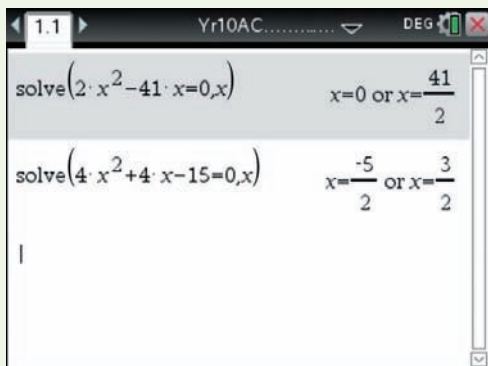 1.1 Yr10AC............ DEG
solve(2·x²−41·x=0,x) x=0 or x=41/2
solve(4·x²+4·x−15=0,x) x=-5/2 or x=3/2